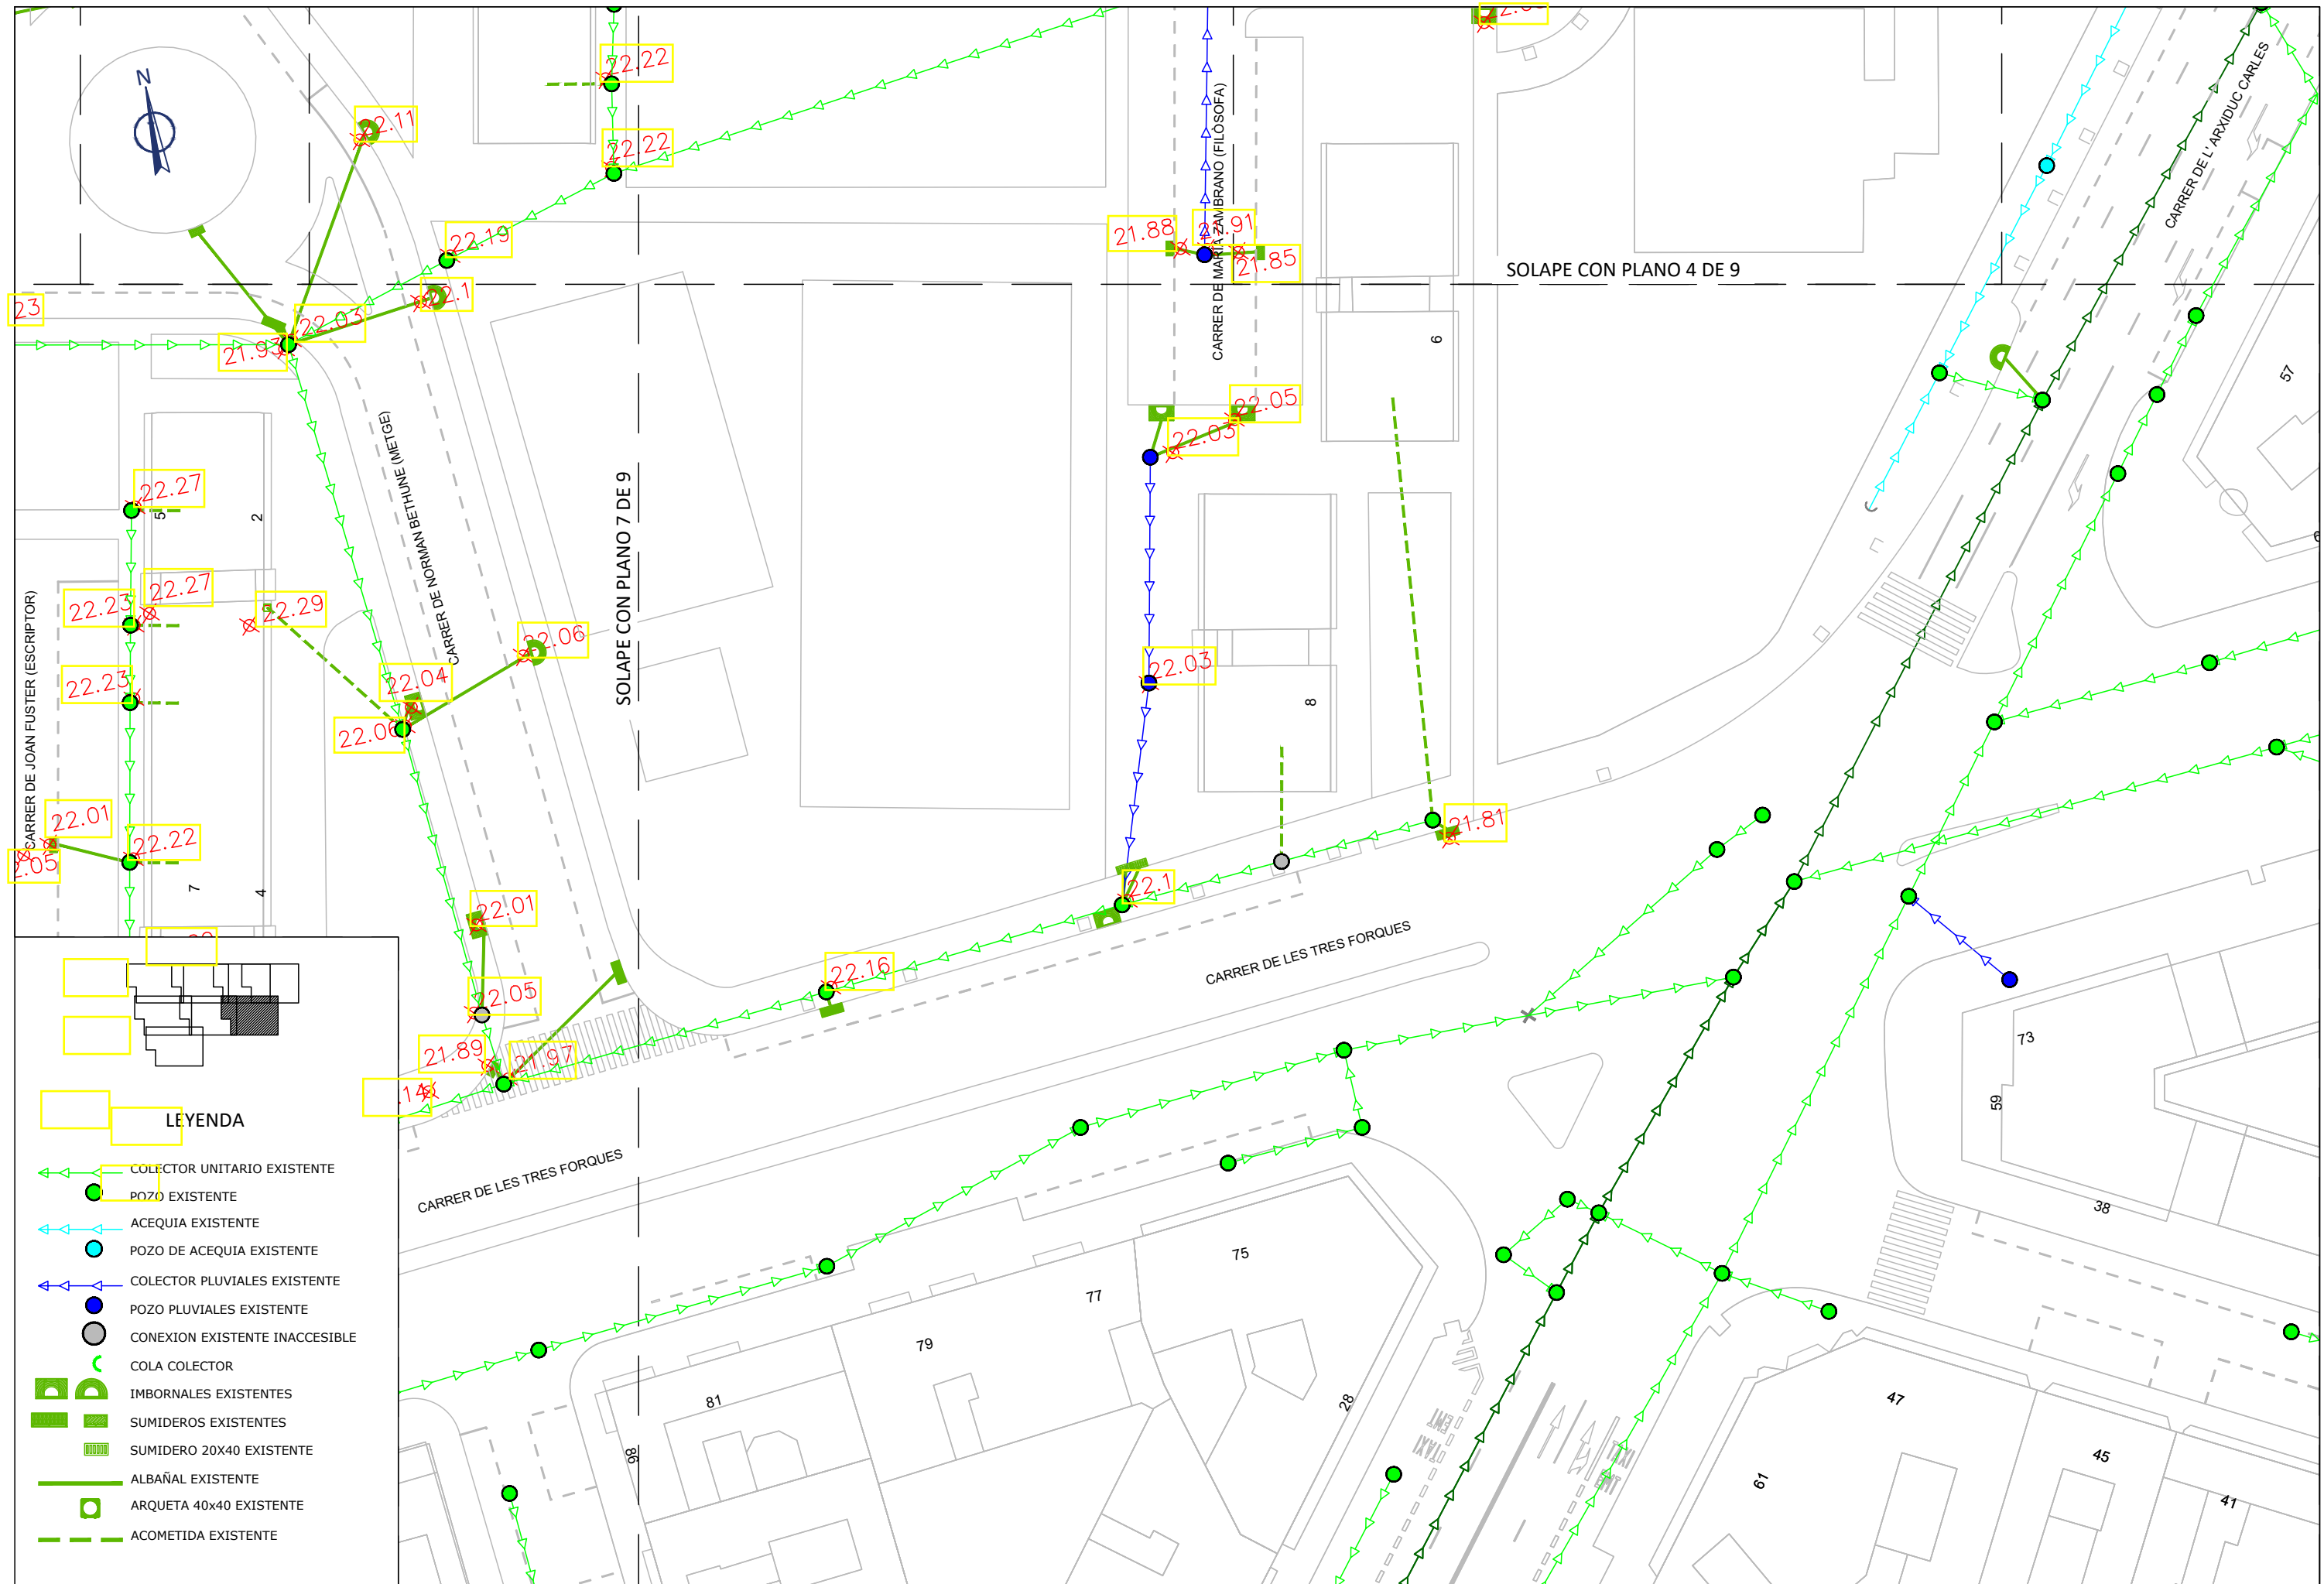 22.22
N
22.11
22.22
CARRER DE L'ARXIDUC CARLES
CARRER DE MARÍA ZAMBRANO (FILÒSOFA)
22.19
21.88
21.85
SOLAPE CON PLANO 4 DE 9
22.1
23
22.03
21.93
6
57
22.05
22.03
CARRER DE NORMAN BETHUNE (METGE)
SOLAPE CON PLANO 7 DE 9
22.27
5
2
22.27
22.23
22.29
22.06
CARRER DE JOAN FUSTER (ESCRIPTOR)
22.23
22.04
22.03
22.06
8
22.01
22.22
21.81
7
4
22.1
22.01
CARRER DE LES TRES FORQUES
22.16
22.05
21.89
21.97
73
59
CARRER DE LES TRES FORQUES
38
75
77
79
81
28
86
47
45
61
41
LEYENDA
COLECTOR UNITARIO EXISTENTE
POZO EXISTENTE
ACEQUIA EXISTENTE
POZO DE ACEQUIA EXISTENTE
COLECTOR PLUVIALES EXISTENTE
POZO PLUVIALES EXISTENTE
CONEXION EXISTENTE INACCESIBLE
COLA COLECTOR
IMBORNALES EXISTENTES
SUMIDEROS EXISTENTES
SUMIDERO 20X40 EXISTENTE
ALBAÑAL EXISTENTE
ARQUETA 40x40 EXISTENTE
ACOMETIDA EXISTENTE